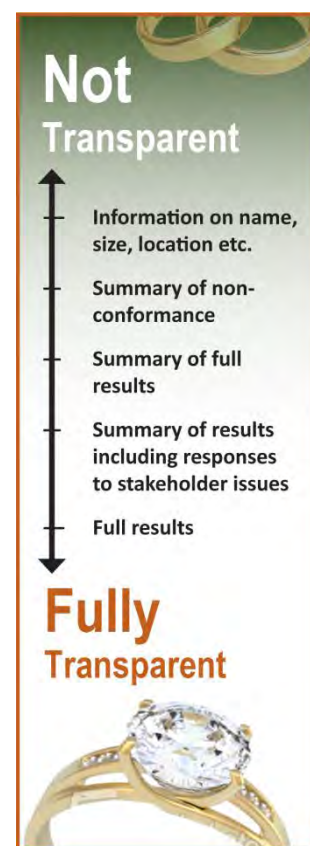 Not
Transparent
Information on name,
size, location etc.
Summary of non-
conformance
Summary of full
results
Summary of results
including responses
to stakeholder issues
Full results
Fully
Transparent